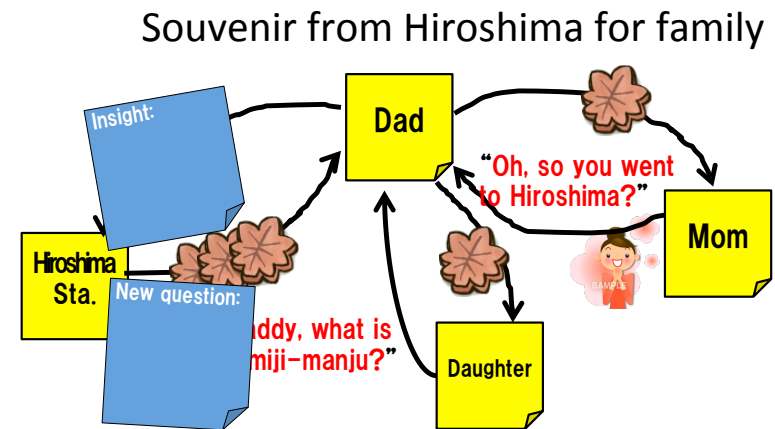 Souvenir from Hiroshima for family
Insight:
Dad
“Oh, so you went
to Hiroshima?”
Mom
Hiroshima
Sta.
SAMPLE
New question:
addy, what is
miji-manju?”
Daughter